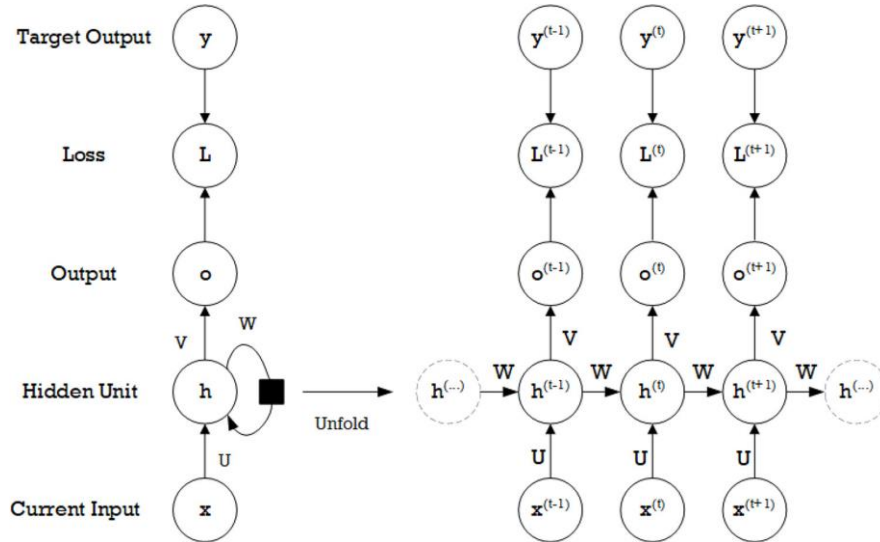 Target Output y y(t-1) y(t) y(t+1)
Loss L L(t-1) L(t) L(t+1)
Output o o(t-1) o(t) o(t+1)
V W V V V
Hidden Unit h h(...) W h(t-1) W h(t) W h(t+1) W h(...)
Unfold
U U U U
Current Input x x(t-1) x(t) x(t+1)